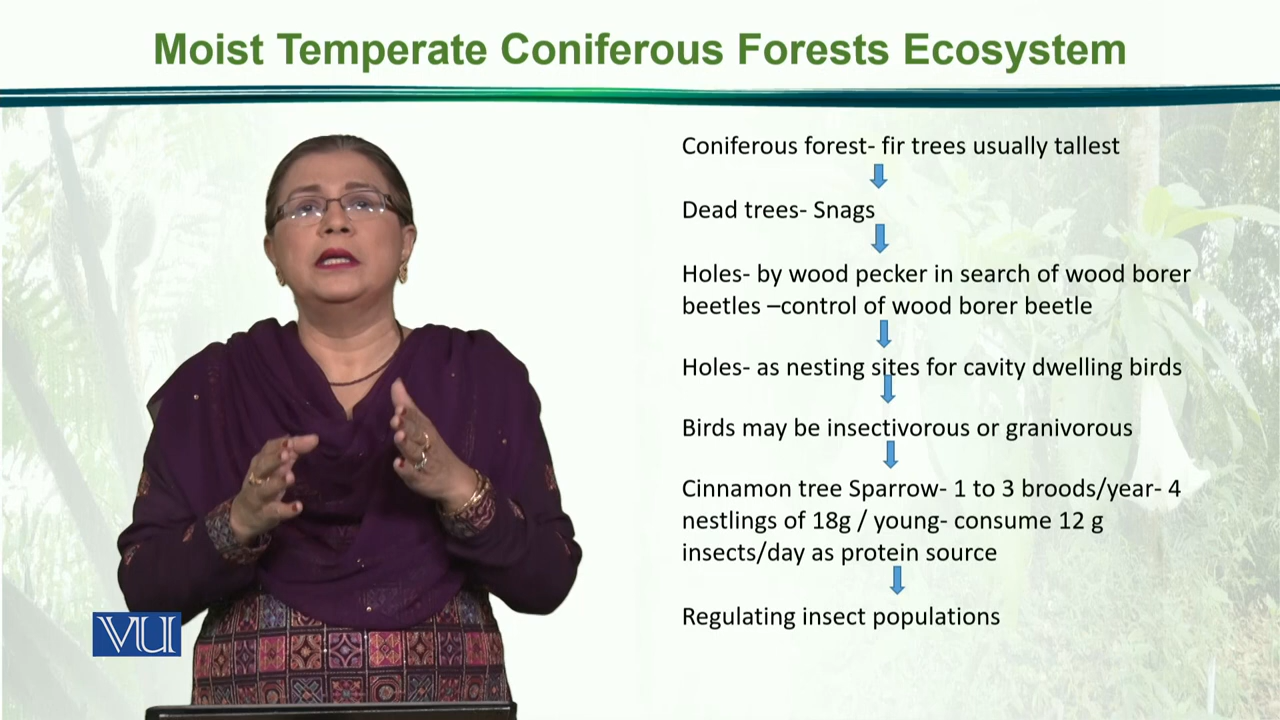 Moist Temperate Coniferous Forests Ecosystem
Coniferous forest- fir trees usually tallest
Dead trees- Snags
Holes- by wood pecker in search of wood borer
beetles –control of wood borer beetle
Holes- as nesting sites for cavity dwelling birds
Birds may be insectivorous or granivorous
Cinnamon tree Sparrow- 1 to 3 broods/year- 4
nestlings of 18g / young- consume 12 g
insects/day as protein source
Regulating insect populations
VU